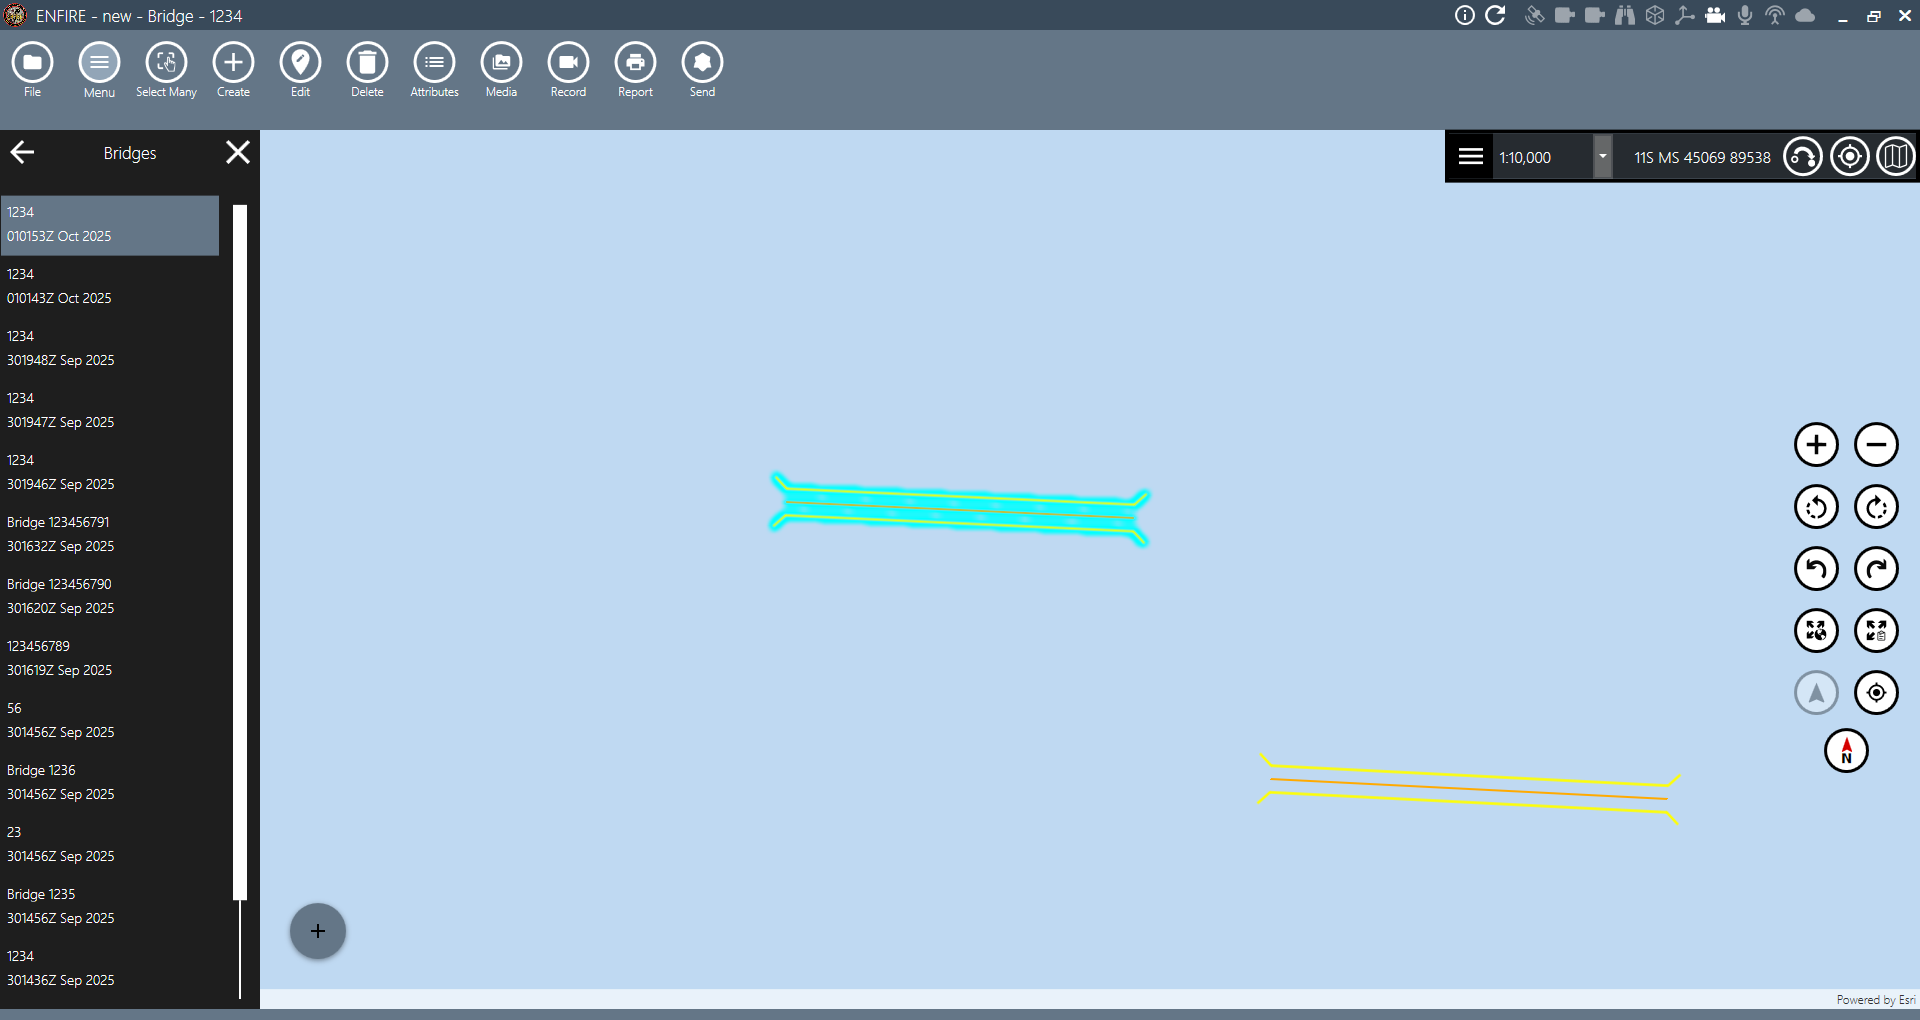 ENFIRE - new - Bridge - 1234
File
Menu
Select Many
Create
Edit
Delete
Attributes
Media
Record
Report
Send
Bridges
1:10,000
11S MS 45069 89538
1234
010153Z Oct 2025
1234
010143Z Oct 2025
1234
301948Z Sep 2025
1234
301947Z Sep 2025
1234
301946Z Sep 2025
Bridge 123456791
301632Z Sep 2025
Bridge 123456790
301620Z Sep 2025
123456789
301619Z Sep 2025
56
301456Z Sep 2025
Bridge 1236
301456Z Sep 2025
23
301456Z Sep 2025
Bridge 1235
301456Z Sep 2025
1234
301436Z Sep 2025
N
Powered by Esri